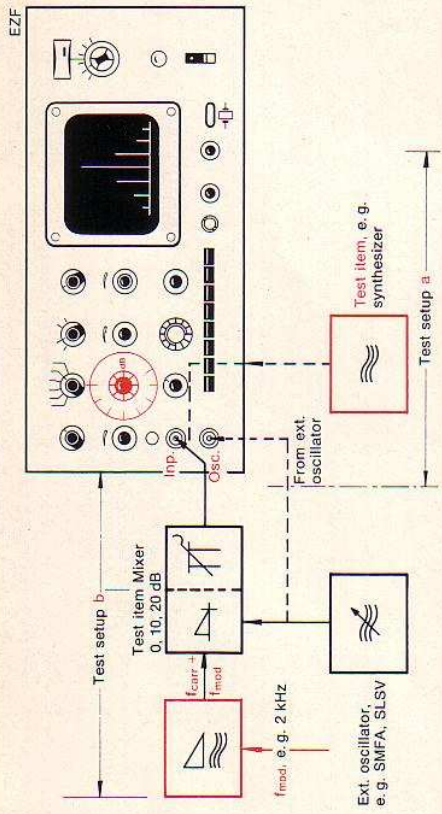 EZF
dB
Inp.
Osc.
Test setup b
Test item Mixer
0, 10, 20 dB
fcarr +
fmod
fmod, e. g. 2 kHz
Ext. oscillator,
e. g. SMFA, SLSV
From ext.
oscillator
Test item, e. g.
synthesizer
Test setup a